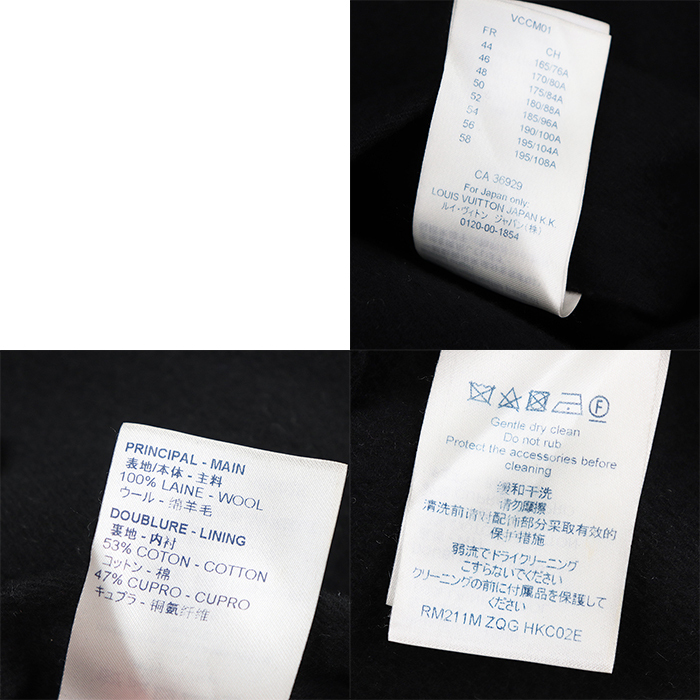 VCCM01
FR CH
44 165/76A
46 170/80A
48 175/84A
50 180/88A
52 185/96A
54 190/100A
56 195/104A
58 195/108A
CA 36929
For Japan only:
LOUIS VUITTON JAPAN K.K.
ルイ・ヴィトン ジャパン(株)
0120-00-1854
PRINCIPAL - MAIN
表地/本体 - 主料
100% LAINE - WOOL
ウール - 绵羊毛
DOUBLURE - LINING
裏地 - 内衬
53% COTON - COTTON
コットン - 棉
47% CUPRO - CUPRO
キュプラ - 铜氨纤维
F
Gentle dry clean
Do not rub
Protect the accessories before
cleaning
缓和干洗
请勿摩擦
清洗前请对配饰部分采取有效的
保护措施
弱流でドライクリーニング
こすらないでください
クリーニングの前に付属品を保護して
ください
RM211M ZQG HKC02E